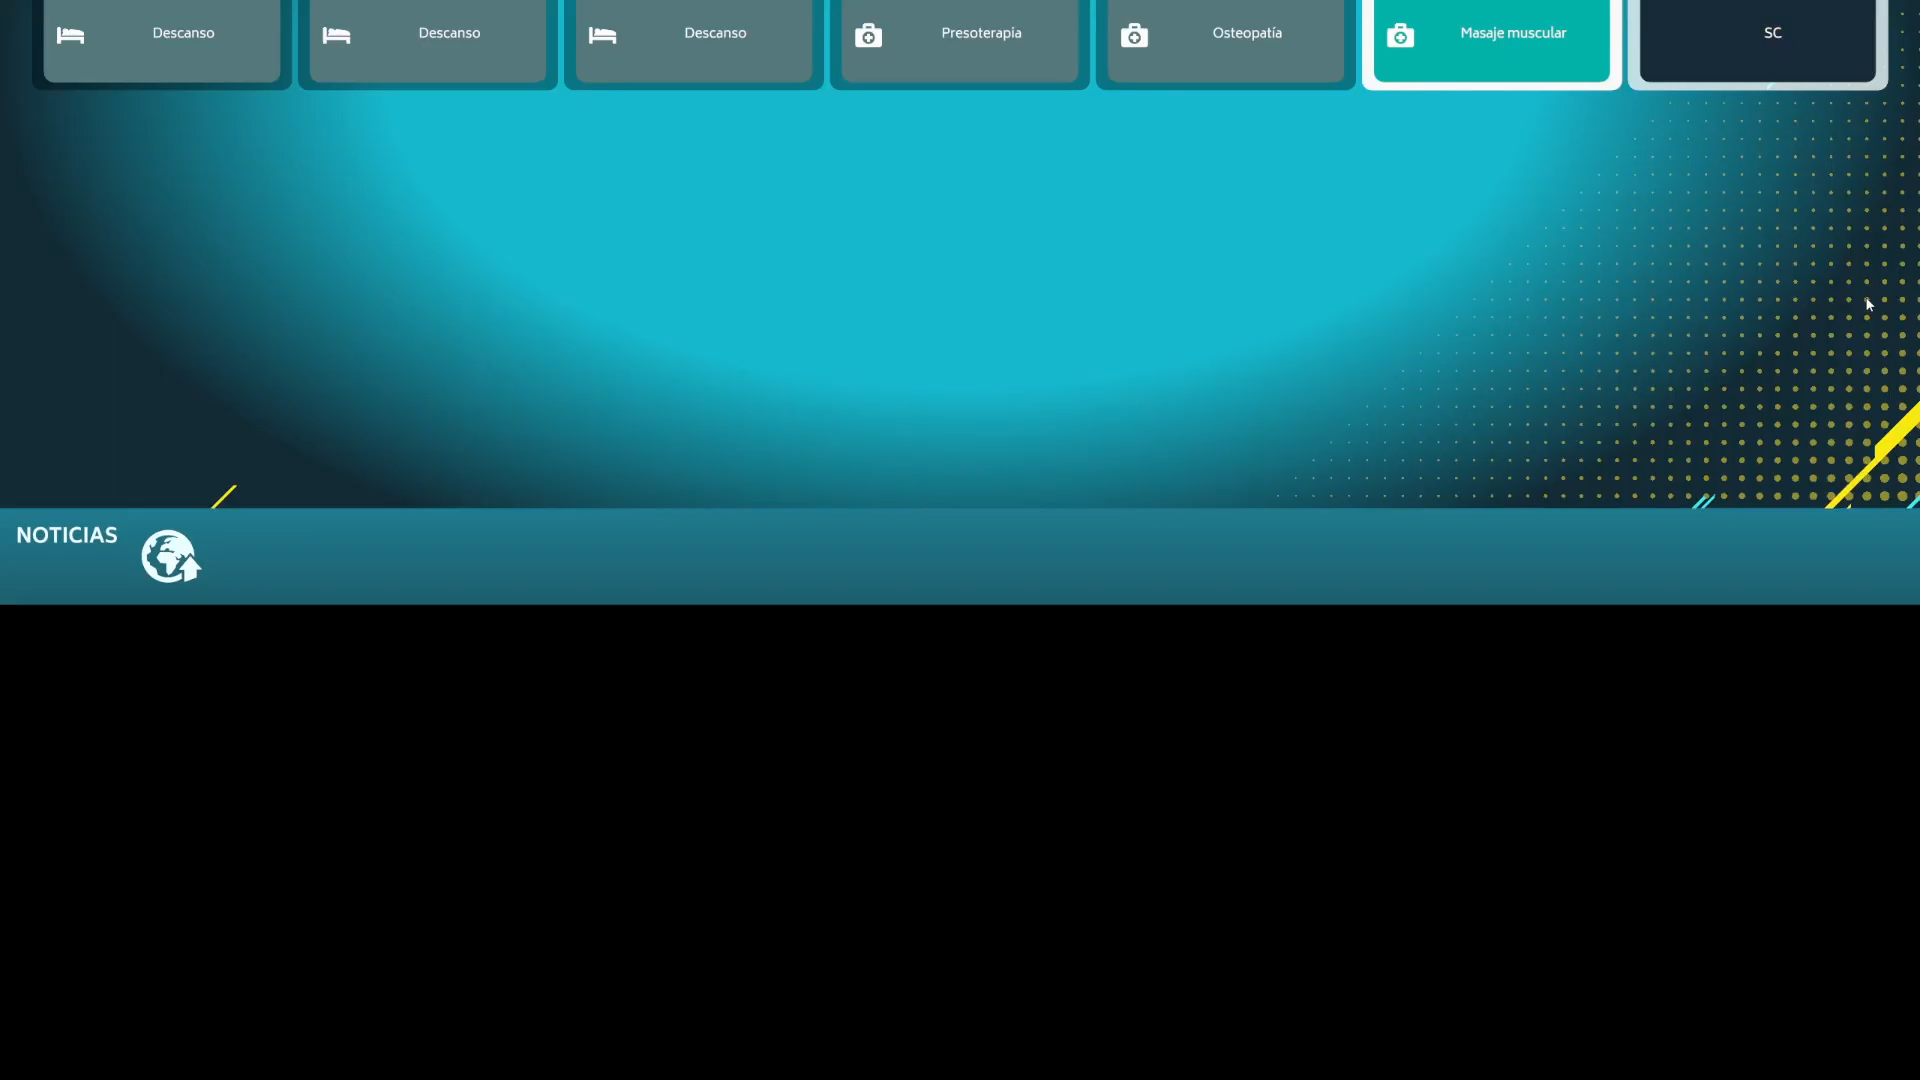 Descanso
Descanso
Descanso
Presoterapia
Osteopatía
Masaje muscular
SC
NOTICIAS